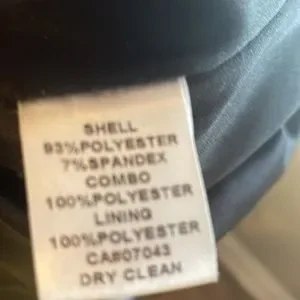 SHELL
93%POLYESTER
7%SPANDEX
COMBO
100%POLYESTER
LINING
100%POLYESTER
CA#07043
DRY CLEAN